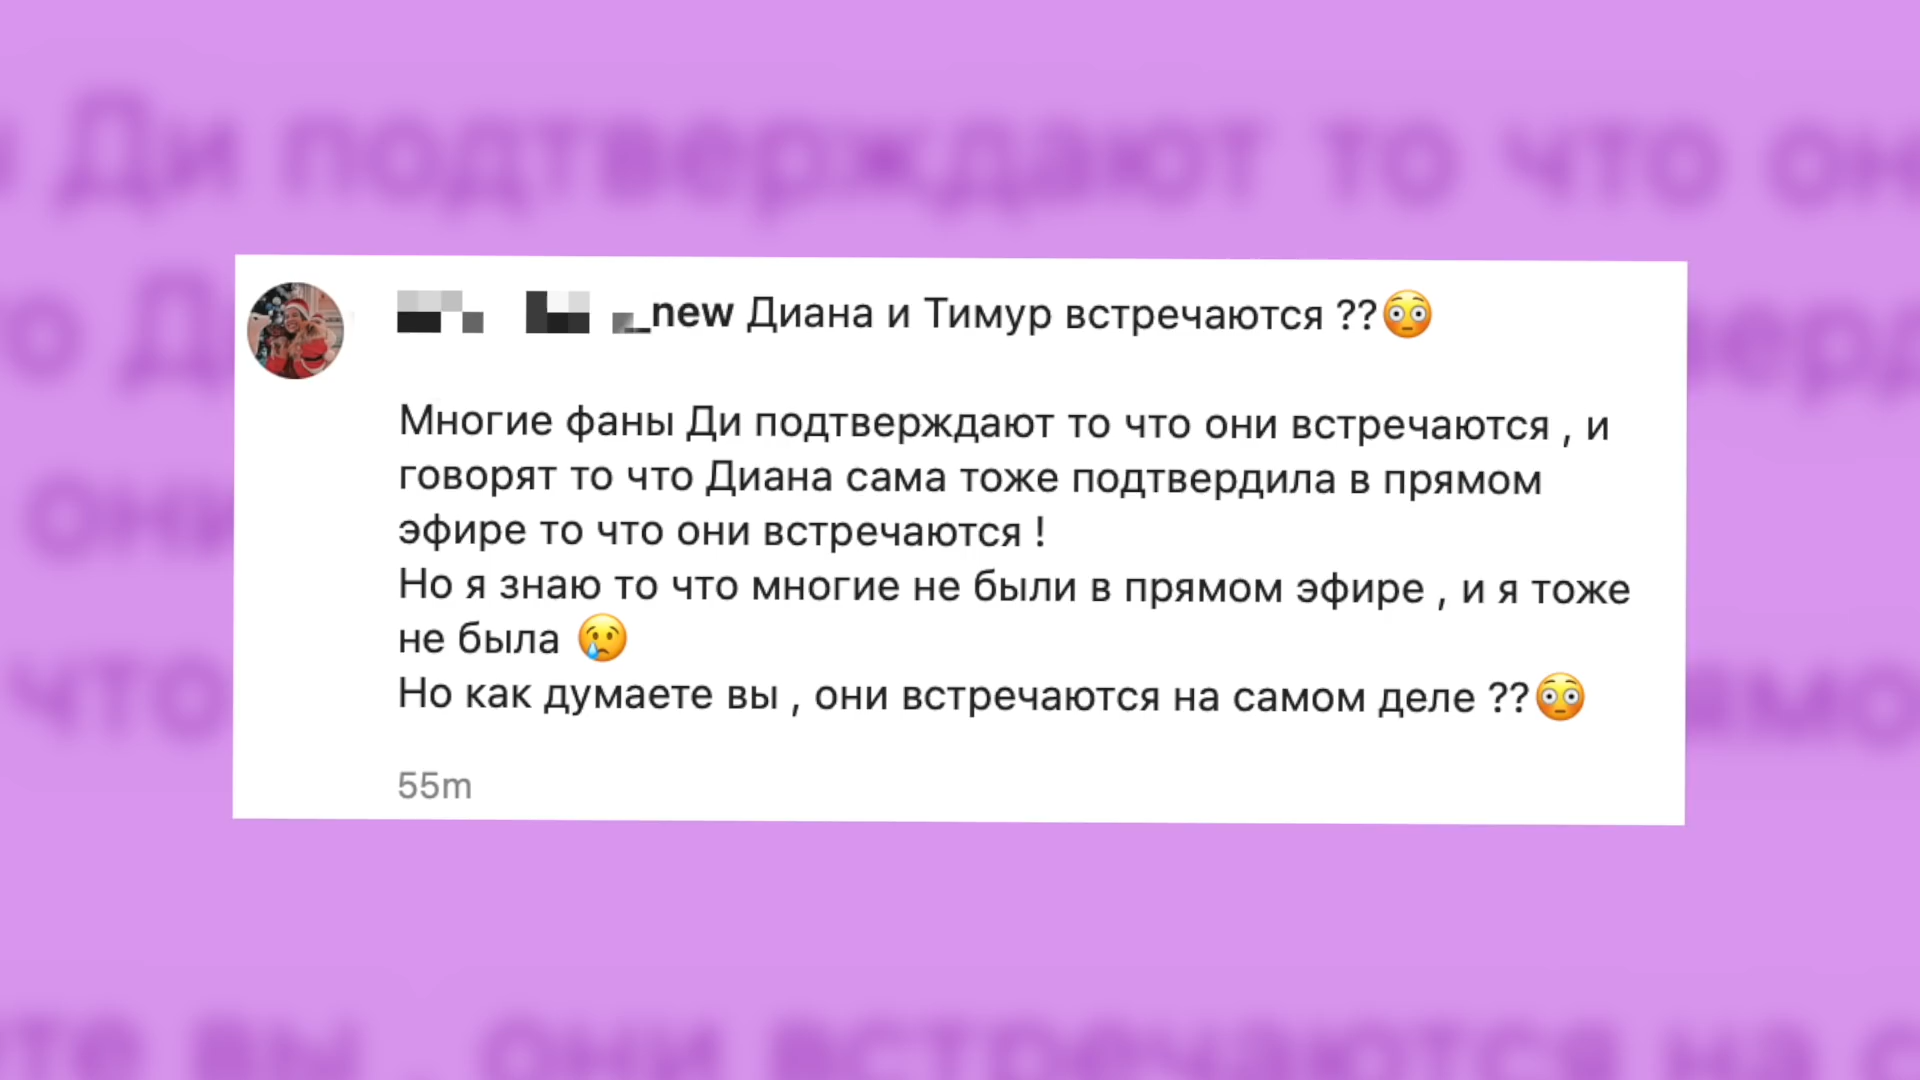 _new Диана и Тимур встречаются ??😳
Многие фаны Ди подтверждают то что они встречаются , и
говорят то что Диана сама тоже подтвердила в прямом
эфире то что они встречаются !
Но я знаю то что многие не были в прямом эфире , и я тоже
не была 😢
Но как думаете вы , они встречаются на самом деле ??😳
55m